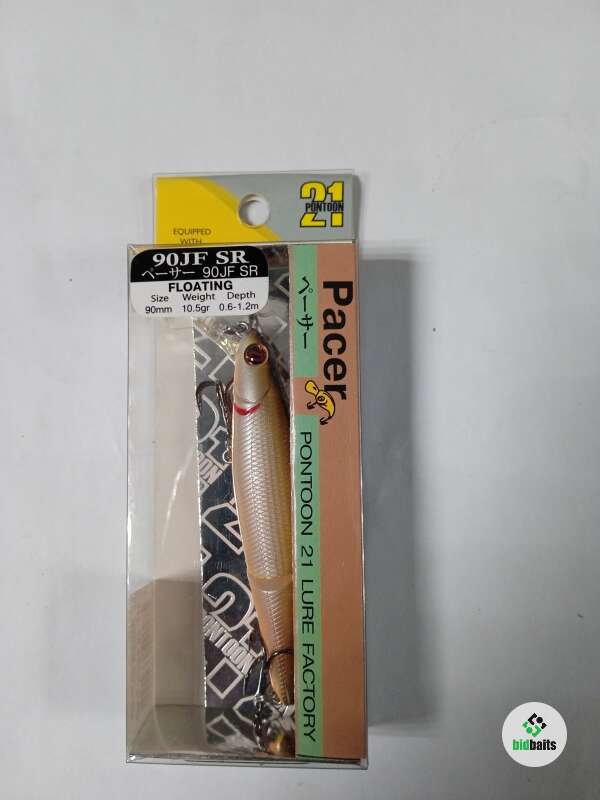 21
PONTOON
EQUIPPED
WITH
90JF SR
ペーサー 90JF SR
FLOATING
Size Weight Depth
90mm 10.5gr 0.6-1.2m
Pacer
ペーサー
PONTOON 21 LURE FACTORY
PONTOON
bidbaits